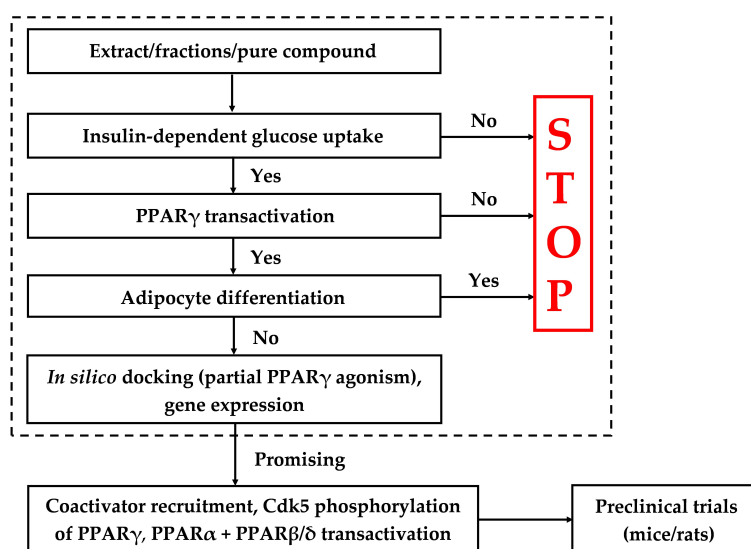 Extract/fractions/pure compound
Insulin-dependent glucose uptake
No
Yes
PPARγ transactivation
No
Yes
Adipocyte differentiation
Yes
No
In silico docking (partial PPARγ agonism),
gene expression
S
T
O
P
Promising
Coactivator recruitment, Cdk5 phosphorylation
of PPARγ, PPARα + PPARβ/δ transactivation
Preclinical trials
(mice/rats)